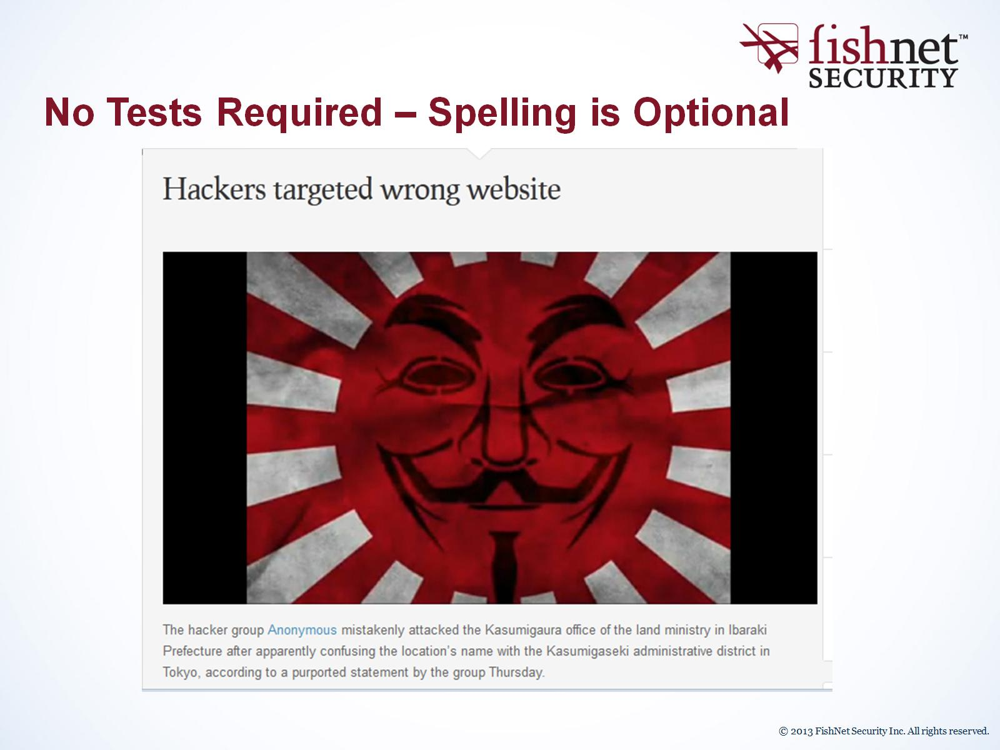 fishnet™
SECURITY
No Tests Required – Spelling is Optional
Hackers targeted wrong website
The hacker group Anonymous mistakenly attacked the Kasumigaura office of the land ministry in Ibaraki
Prefecture after apparently confusing the location's name with the Kasumigaseki administrative district in
Tokyo, according to a purported statement by the group Thursday.
© 2013 FishNet Security Inc. All rights reserved.